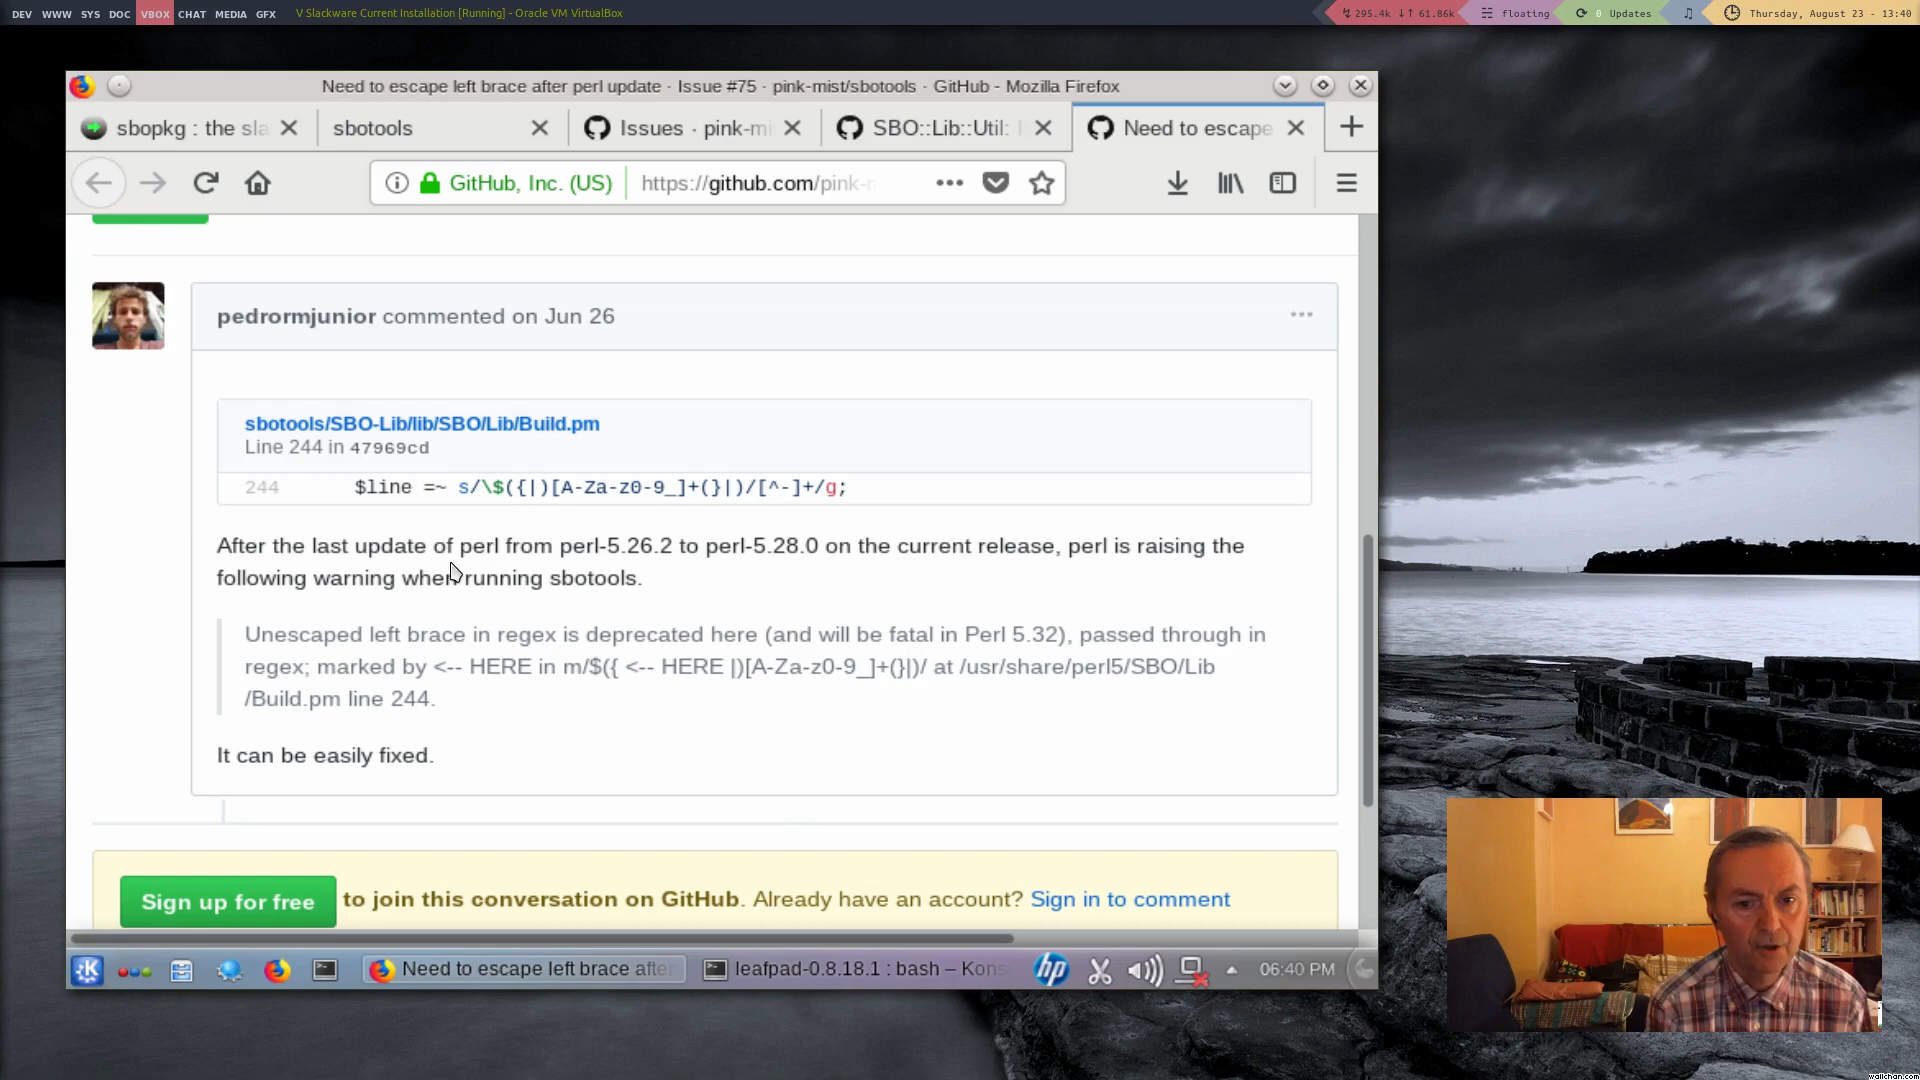 DEV WWW SYS DOC VBOX CHAT MEDIA GFX V Slackware Current Installation [Running] - Oracle VM VirtualBox 295.4k ↓↑ 61.86k floating 0 Updates Thursday, August 23 - 13:40
Need to escape left brace after perl update · Issue #75 · pink-mist/sbotools · GitHub - Mozilla Firefox
sbopkg : the sla sbotools Issues · pink-mi SBO::Lib::Util: Need to escape
GitHub, Inc. (US) https://github.com/pink-
pedrormjunior commented on Jun 26
sbotools/SBO-Lib/lib/SBO/Lib/Build.pm
Line 244 in 47969cd
244 $line =~ s/\$({|)[A-Za-z0-9_]+(}|)/[^-]+/g;
After the last update of perl from perl-5.26.2 to perl-5.28.0 on the current release, perl is raising the
following warning when running sbotools.
Unescaped left brace in regex is deprecated here (and will be fatal in Perl 5.32), passed through in
regex; marked by <-- HERE in m/$({ <-- HERE |)[A-Za-z0-9_]+(}|)/ at /usr/share/perl5/SBO/Lib
/Build.pm line 244.
It can be easily fixed.
Sign up for free to join this conversation on GitHub. Already have an account? Sign in to comment
Need to escape left brace after leafpad-0.8.18.1 : bash – Kons hp 06:40 PM
wallchan.com